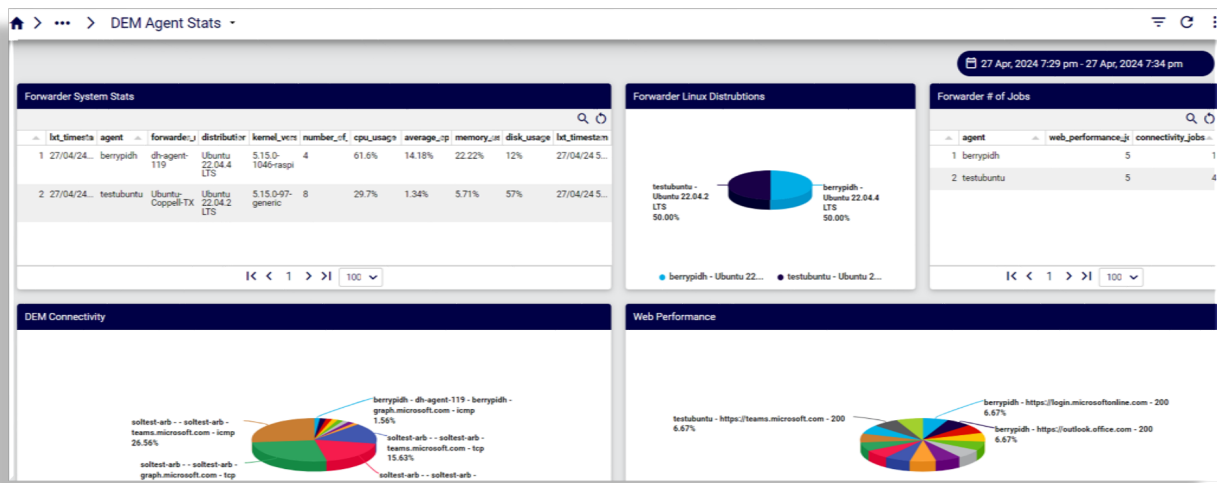 DEM Agent Stats
27 Apr, 2024 7:29 pm - 27 Apr, 2024 7:34 pm
Forwarder System Stats
lxt_timesta agent forwarder_ distribution kernel_vers number_of_ cpu_usage average_ memory_ disk_usage lxt_timestam
1 27/04/24... berrypidh dh-agent-119 Ubuntu 22.04.4 LTS 5.15.0-1046-raspi 4 61.6% 14.18% 22.22% 12% 27/04/24 5...
2 27/04/24... testubuntu Ubuntu-Coppell-TX Ubuntu 22.04.2 LTS 5.15.0-97-generic 8 29.7% 1.34% 5.71% 57% 27/04/24 5...
1 100
Forwarder Linux Distrubtions
testubuntu -
Ubuntu 22.04.2
LTS
50.00%
berrypidh -
Ubuntu 22.04.4
LTS
50.00%
berrypidh - Ubuntu 22... testubuntu - Ubuntu 2...
Forwarder # of Jobs
agent web_performance_jo connectivity_jobs
1 berrypidh 5 1
2 testubuntu 5 4
1 100
DEM Connectivity
berrypidh - dh-agent-119 - berrypidh -
graph.microsoft.com - icmp
1.56%
soltest-arb - - soltest-arb -
teams.microsoft.com - icmp
26.56%
soltest-arb - - soltest-arb -
teams.microsoft.com - tcp
15.63%
soltest-arb - - soltest-arb -
graph.microsoft.com - tcp
soltest-arb - - soltest-arb -
Web Performance
testubuntu - https://teams.microsoft.com - 200
6.67%
berrypidh - https://login.microsoftonline.com - 200
6.67%
berrypidh - https://outlook.office.com - 200
6.67%